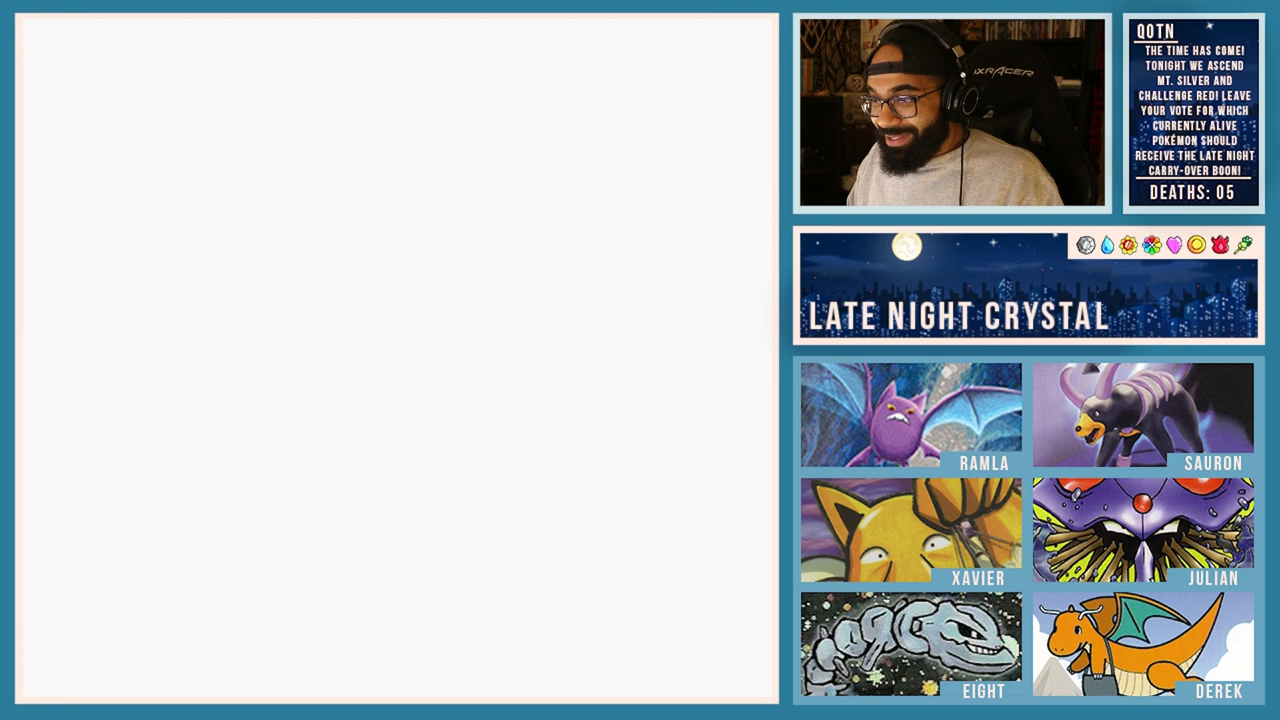 DXRACER
QOTN
THE TIME HAS COME!
TONIGHT WE ASCEND
MT. SILVER AND
CHALLENGE RED! LEAVE
YOUR VOTE FOR WHICH
CURRENTLY ALIVE
POKÉMON SHOULD
RECEIVE THE LATE NIGHT
CARRY-OVER BOON!
DEATHS: 05
LATE NIGHT CRYSTAL
RAMLA
SAURON
XAVIER
JULIAN
EIGHT
DEREK